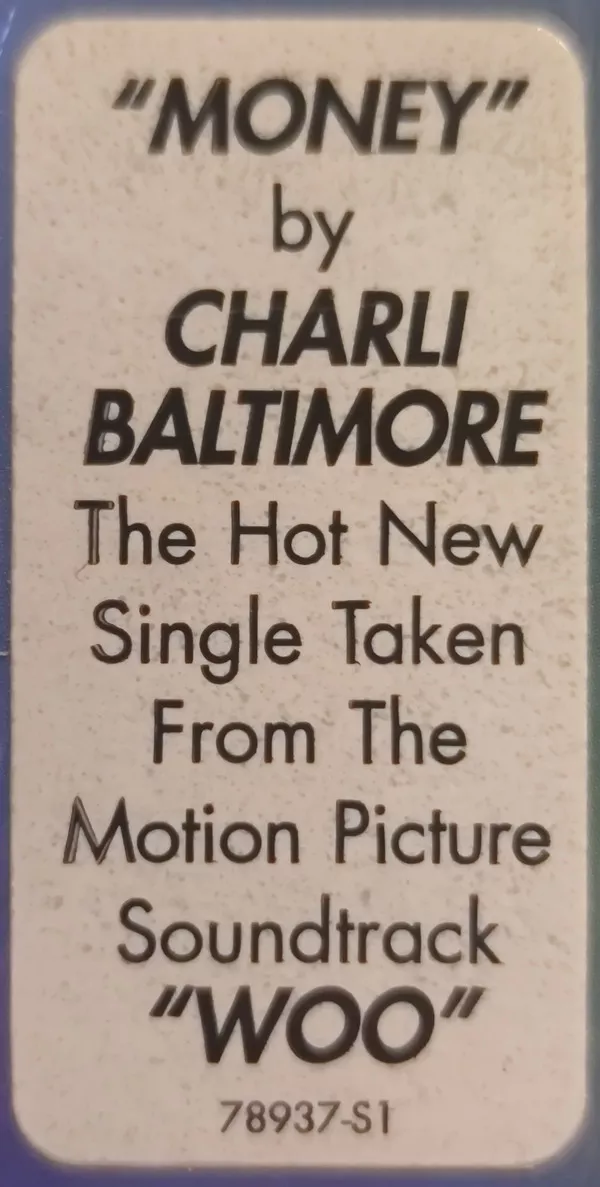 "MONEY"
by
CHARLI
BALTIMORE
The Hot New
Single Taken
From The
Motion Picture
Soundtrack
"WOO"
78937-S1